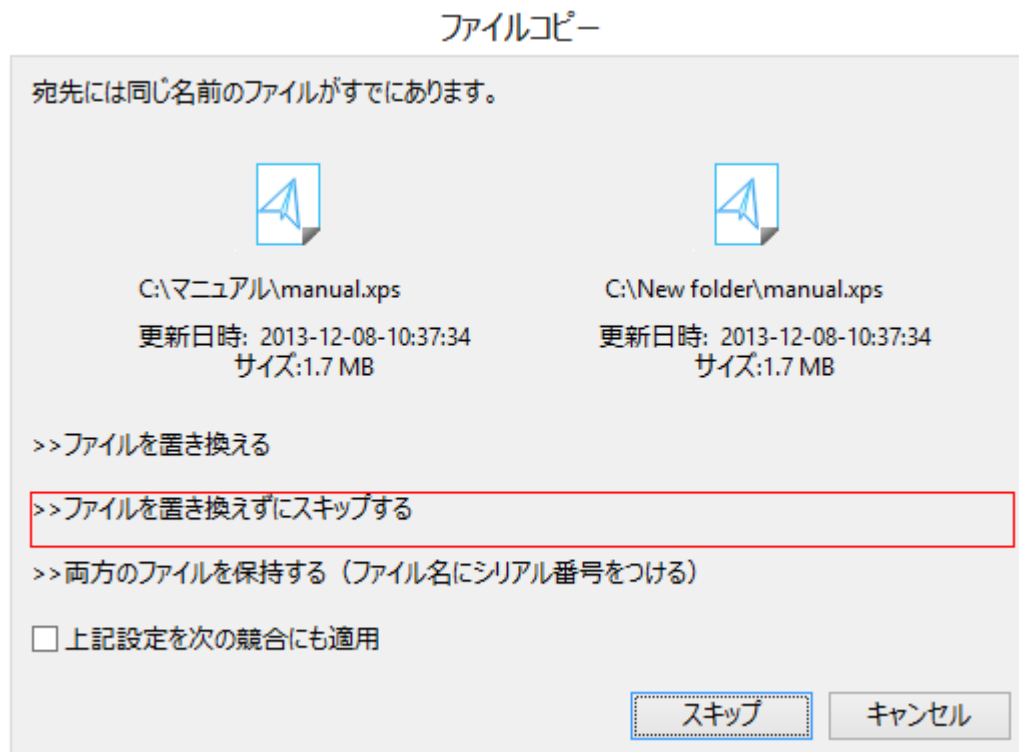 ファイルコピー
宛先には同じ名前のファイルがすでにあります。
C:\マニュアル\manual.xps
C:\New folder\manual.xps
更新日時: 2013-12-08-10:37:34
サイズ:1.7 MB
更新日時: 2013-12-08-10:37:34
サイズ:1.7 MB
>>ファイルを置き換える
>>ファイルを置き換えずにスキップする
>>両方のファイルを保持する（ファイル名にシリアル番号をつける）
上記設定を次の競合にも適用
スキップ
キャンセル